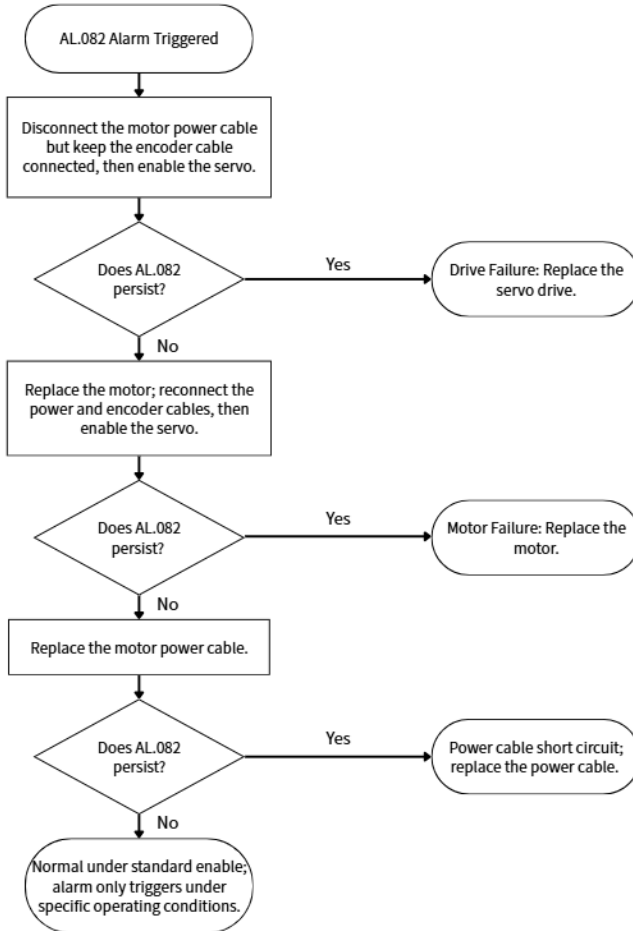 AL.082 Alarm Triggered
Disconnect the motor power cable
but keep the encoder cable
connected, then enable the servo.
Does AL.082
persist?
Yes
Drive Failure: Replace the
servo drive.
No
Replace the motor; reconnect the
power and encoder cables, then
enable the servo.
Does AL.082
persist?
Yes
Motor Failure: Replace the
motor.
No
Replace the motor power cable.
Does AL.082
persist?
Yes
Power cable short circuit;
replace the power cable.
No
Normal under standard enable;
alarm only triggers under
specific operating conditions.